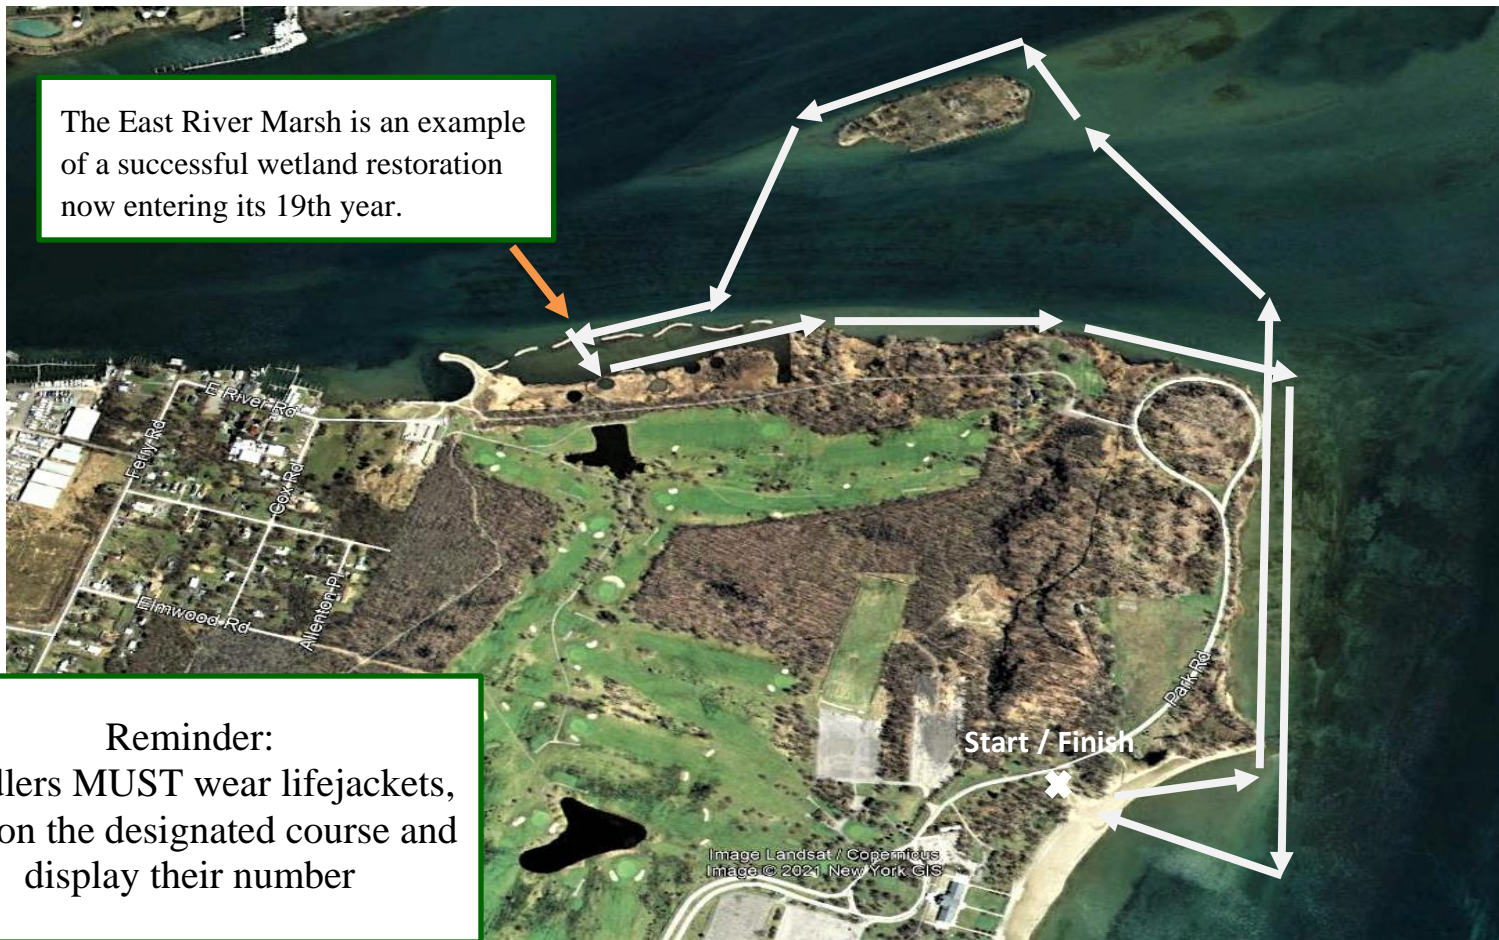 The East River Marsh is an example
of a successful wetland restoration
now entering its 19th year.
E River Rd
Ferry Rd
Cox Rd
Elmwood Rd
Allenton Pl
Park Rd
Start / Finish
Reminder:
dlers MUST wear lifejackets,
on the designated course and
display their number
Image Landsat / Copernicus
Image © 2021 New York GIS